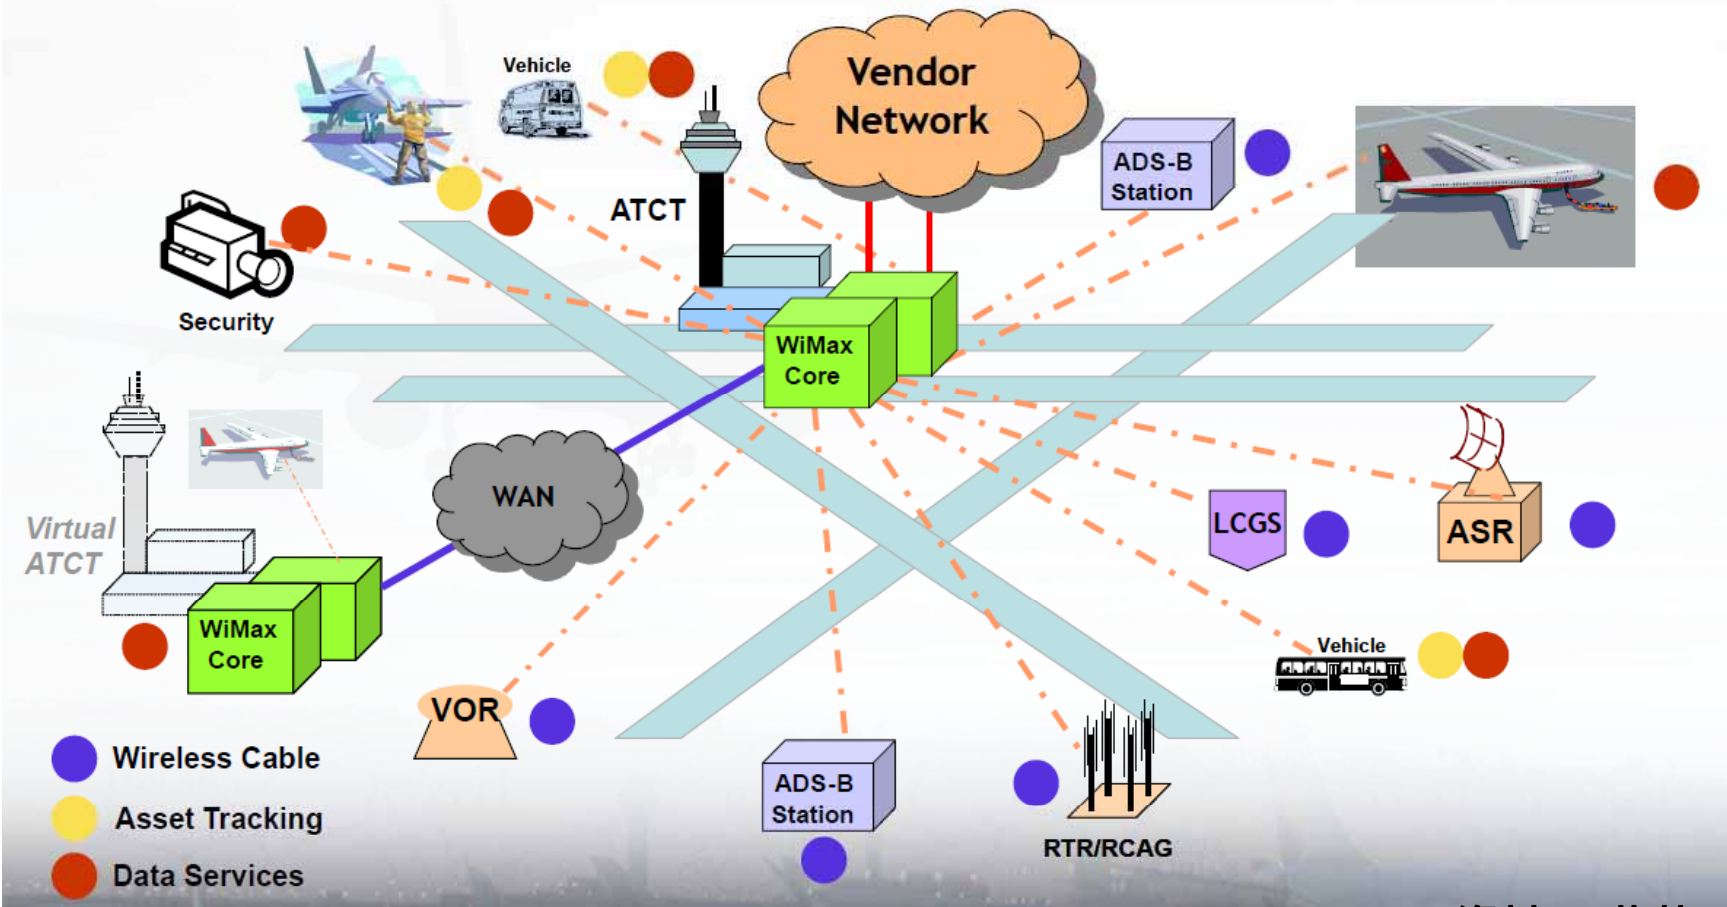 Vendor
Network
Vehicle
ADS-B
Station
ATCT
Security
WiMax
Core
WAN
Virtual
ATCT
LCGS
ASR
WiMax
Core
Vehicle
VOR
Wireless Cable
ADS-B
Station
Asset Tracking
RTR/RCAG
Data Services